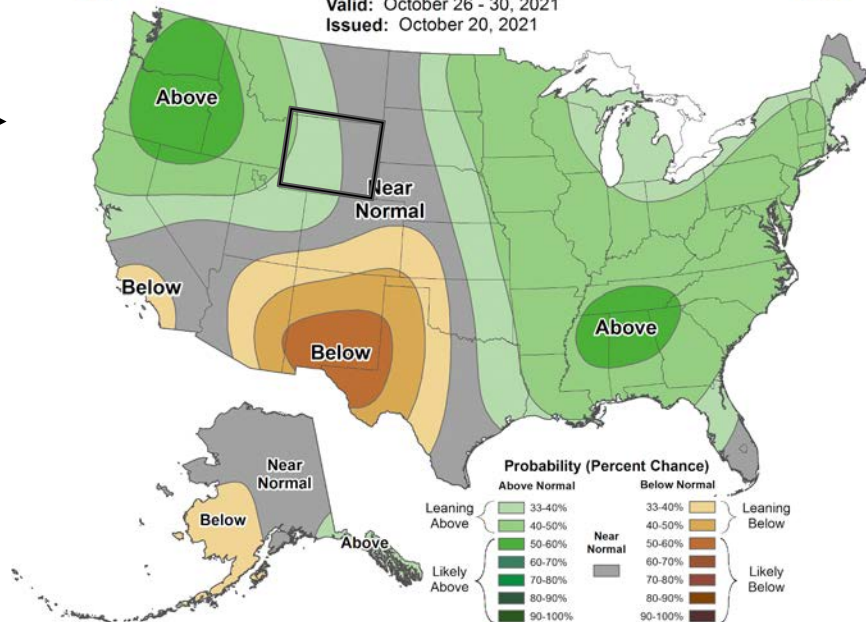 Valid: October 26 - 30, 2021
Issued: October 20, 2021
Above
Near
Normal
Below
Below
Above
Near
Normal
Below
Above
Probability (Percent Chance)
Above Normal
Below Normal
Leaning
Above
33-40%
40-50%
Likely
Above
50-60%
60-70%
70-80%
80-90%
90-100%
Near
Normal
33-40%
40-50%
Leaning
Below
50-60%
60-70%
70-80%
80-90%
90-100%
Likely
Below